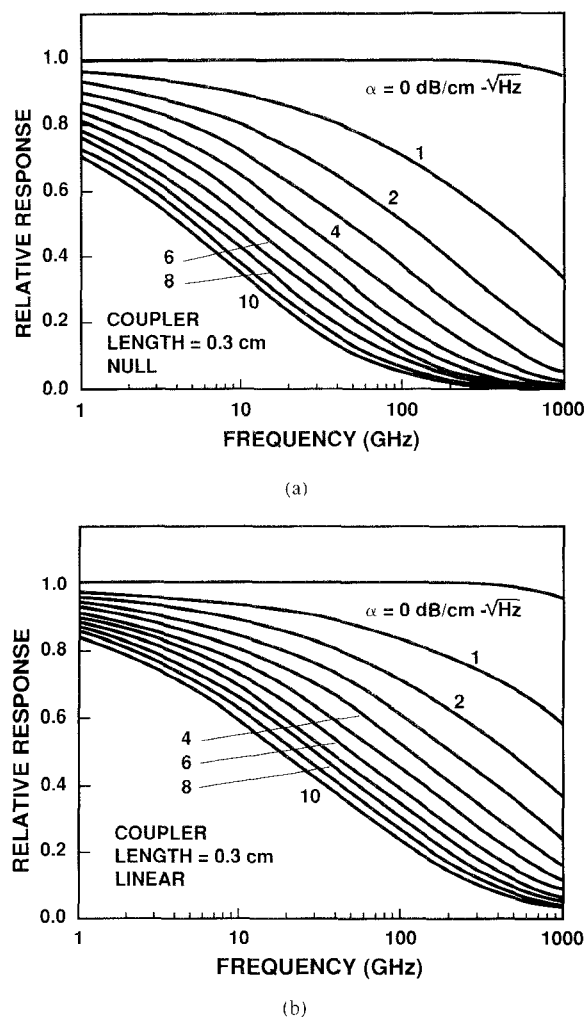 1.0
0.8
0.6
0.4
0.2
0.0
RELATIVE RESPONSE
α = 0 dB/cm -√Hz
1
2
4
6
8
10
COUPLER
LENGTH = 0.3 cm
NULL
1 10 100 1000
FREQUENCY (GHz)
(a)
1.0
0.8
0.6
0.4
0.2
0.0
RELATIVE RESPONSE
α = 0 dB/cm -√Hz
1
2
4
6
8
10
COUPLER
LENGTH = 0.3 cm
LINEAR
1 10 100 1000
FREQUENCY (GHz)
(b)